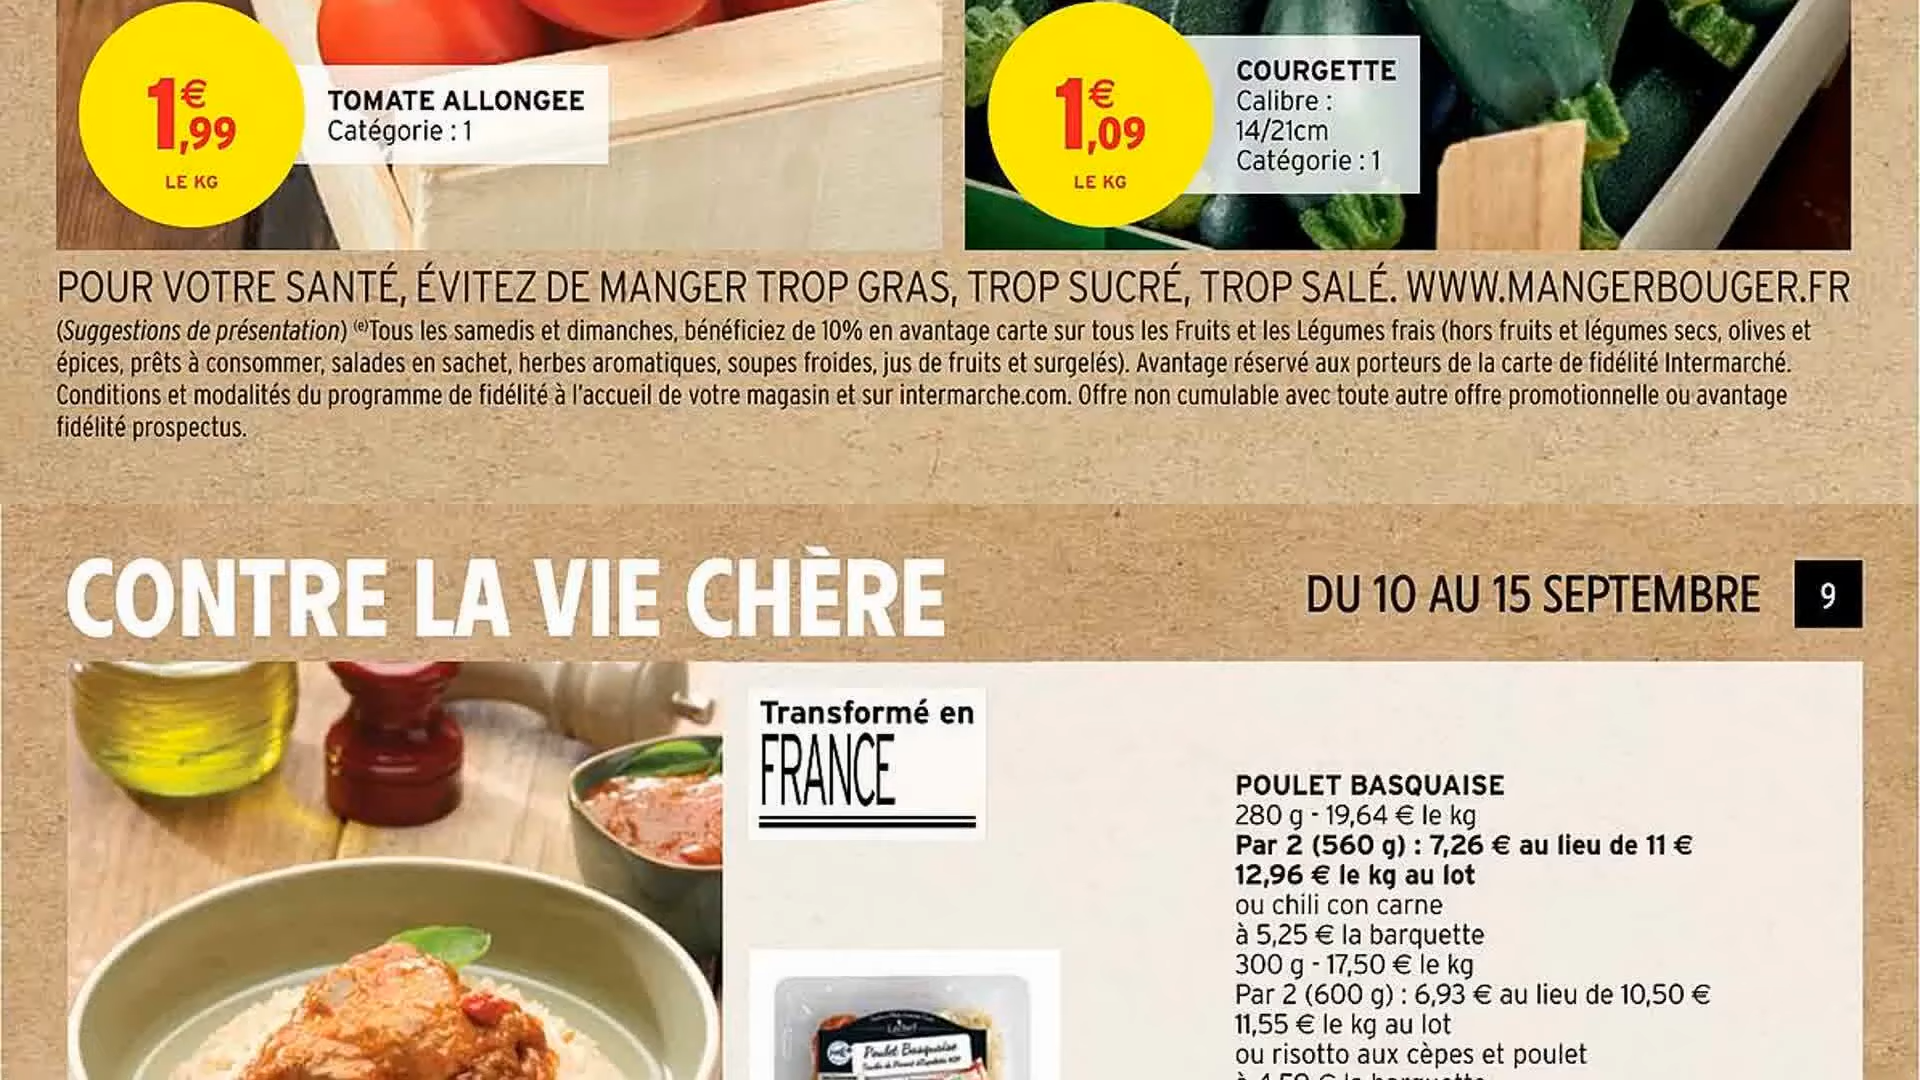 1€,99
LE KG
TOMATE ALLONGEE
Catégorie : 1
1€,09
LE KG
COURGETTE
Calibre :
14/21cm
Catégorie : 1
POUR VOTRE SANTÉ, ÉVITEZ DE MANGER TROP GRAS, TROP SUCRÉ, TROP SALÉ. WWW.MANGERBOUGER.FR
(Suggestions de présentation) (e)Tous les samedis et dimanches, bénéficiez de 10% en avantage carte sur tous les Fruits et les Légumes frais (hors fruits et légumes secs, olives et
épices, prêts à consommer, salades en sachet, herbes aromatiques, soupes froides, jus de fruits et surgelés). Avantage réservé aux porteurs de la carte de fidélité Intermarché.
Conditions et modalités du programme de fidélité à l'accueil de votre magasin et sur intermarche.com. Offre non cumulable avec toute autre offre promotionnelle ou avantage
fidélité prospectus.
CONTRE LA VIE CHÈRE
DU 10 AU 15 SEPTEMBRE
9
Transformé en
FRANCE
POULET BASQUAISE
280 g - 19,64 € le kg
Par 2 (560 g) : 7,26 € au lieu de 11 €
12,96 € le kg au lot
ou chili con carne
à 5,25 € la barquette
300 g - 17,50 € le kg
Par 2 (600 g) : 6,93 € au lieu de 10,50 €
11,55 € le kg au lot
ou risotto aux cèpes et poulet
Poulet Basquaise